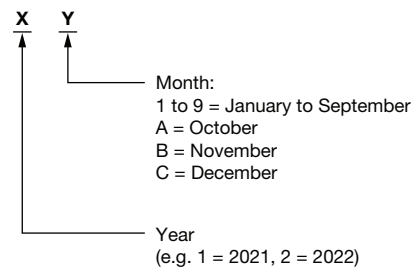 X Y
Month:
1 to 9 = January to September
A = October
B = November
C = December
Year
(e.g. 1 = 2021, 2 = 2022)